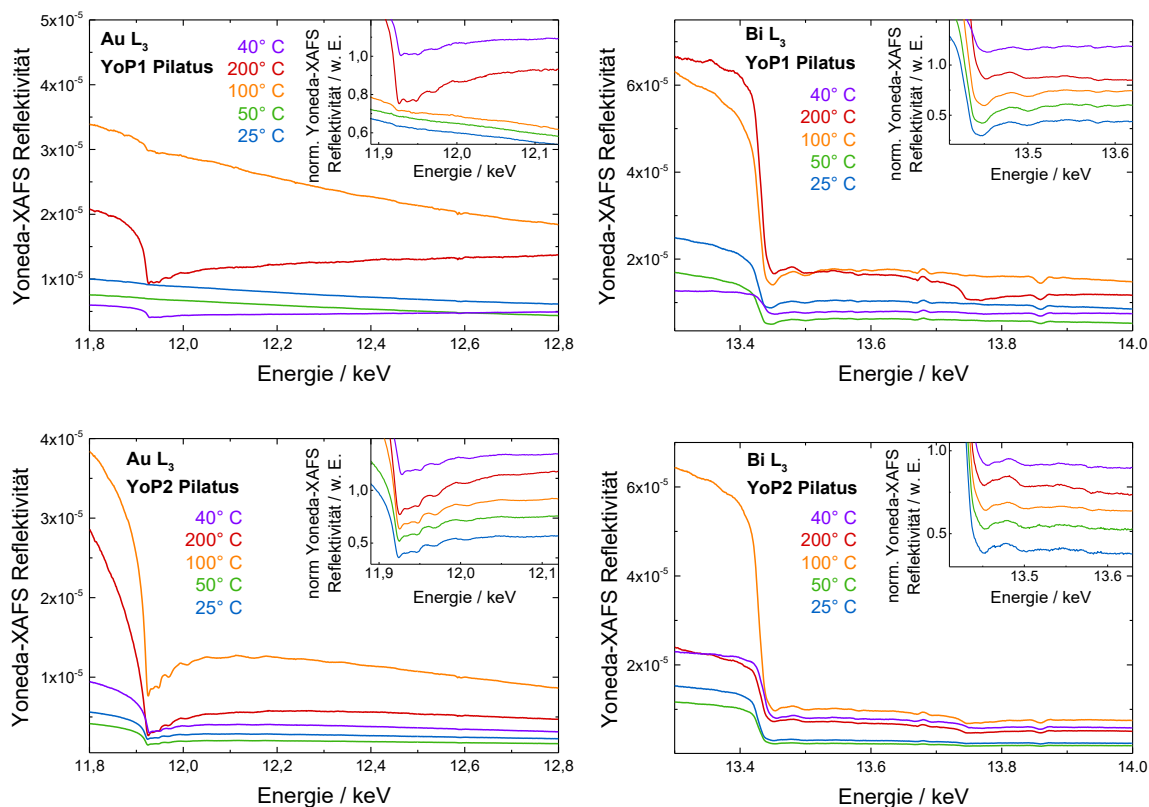 Au L3
YoP1 Pilatus
40° C
200° C
100° C
50° C
25° C
5x10-5
4x10-5
3x10-5
2x10-5
1x10-5
Yoneda-XAFS Reflektivität
11,8 12,0 12,2 12,4 12,6 12,8
Energie / keV
norm. Yoneda-XAFS
Reflektivität / w. E.
1.0
0.8
0.6
11,9 12,0 12,1
Energie / keV
Bi L3
YoP1 Pilatus
40° C
200° C
100° C
50° C
25° C
6x10-5
4x10-5
2x10-5
Yoneda-XAFS Reflektivität
13.4 13.6 13.8 14.0
Energie / keV
norm. Yoneda-XAFS
Reflektivität / w. E.
1.0
0.5
13.5 13.6
Energie / keV
Au L3
YoP2 Pilatus
40° C
200° C
100° C
50° C
25° C
4x10-5
3x10-5
2x10-5
1x10-5
Yoneda-XAFS Reflektivität
11,8 12,0 12,2 12,4 12,6 12,8
Energie / keV
norm Yoneda-XAFS
Reflektivität / w. E.
1.0
0.5
11,9 12,0 12,1
Energie / keV
Bi L3
YoP2 Pilatus
40° C
200° C
100° C
50° C
25° C
6x10-5
4x10-5
2x10-5
Yoneda-XAFS Reflektivität
13.4 13.6 13.8 14.0
Energie / keV
norm. Yoneda-XAFS
Reflektivität / w. E.
1.0
0.5
13.5 13.6
Energie / keV